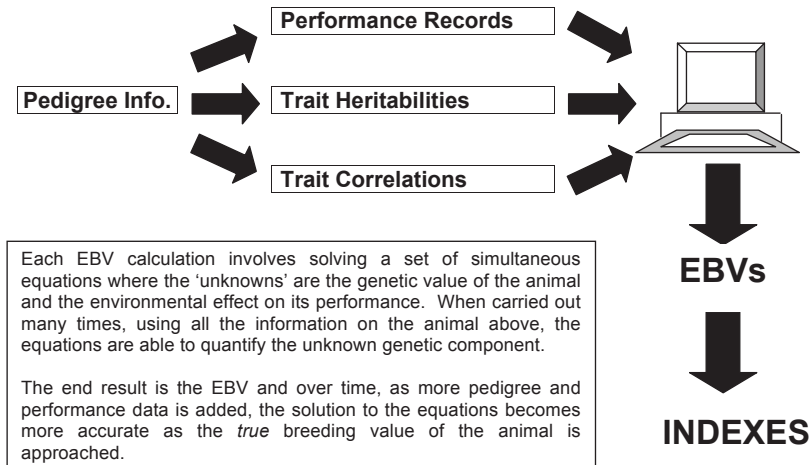 Performance Records
Pedigree Info.
Trait Heritabilities
Trait Correlations
Each EBV calculation involves solving a set of simultaneous
equations where the ‘unknowns’ are the genetic value of the animal
and the environmental effect on its performance. When carried out
many times, using all the information on the animal above, the
equations are able to quantify the unknown genetic component.
The end result is the EBV and over time, as more pedigree and
performance data is added, the solution to the equations becomes
more accurate as the true breeding value of the animal is
approached.
EBVs
INDEXES